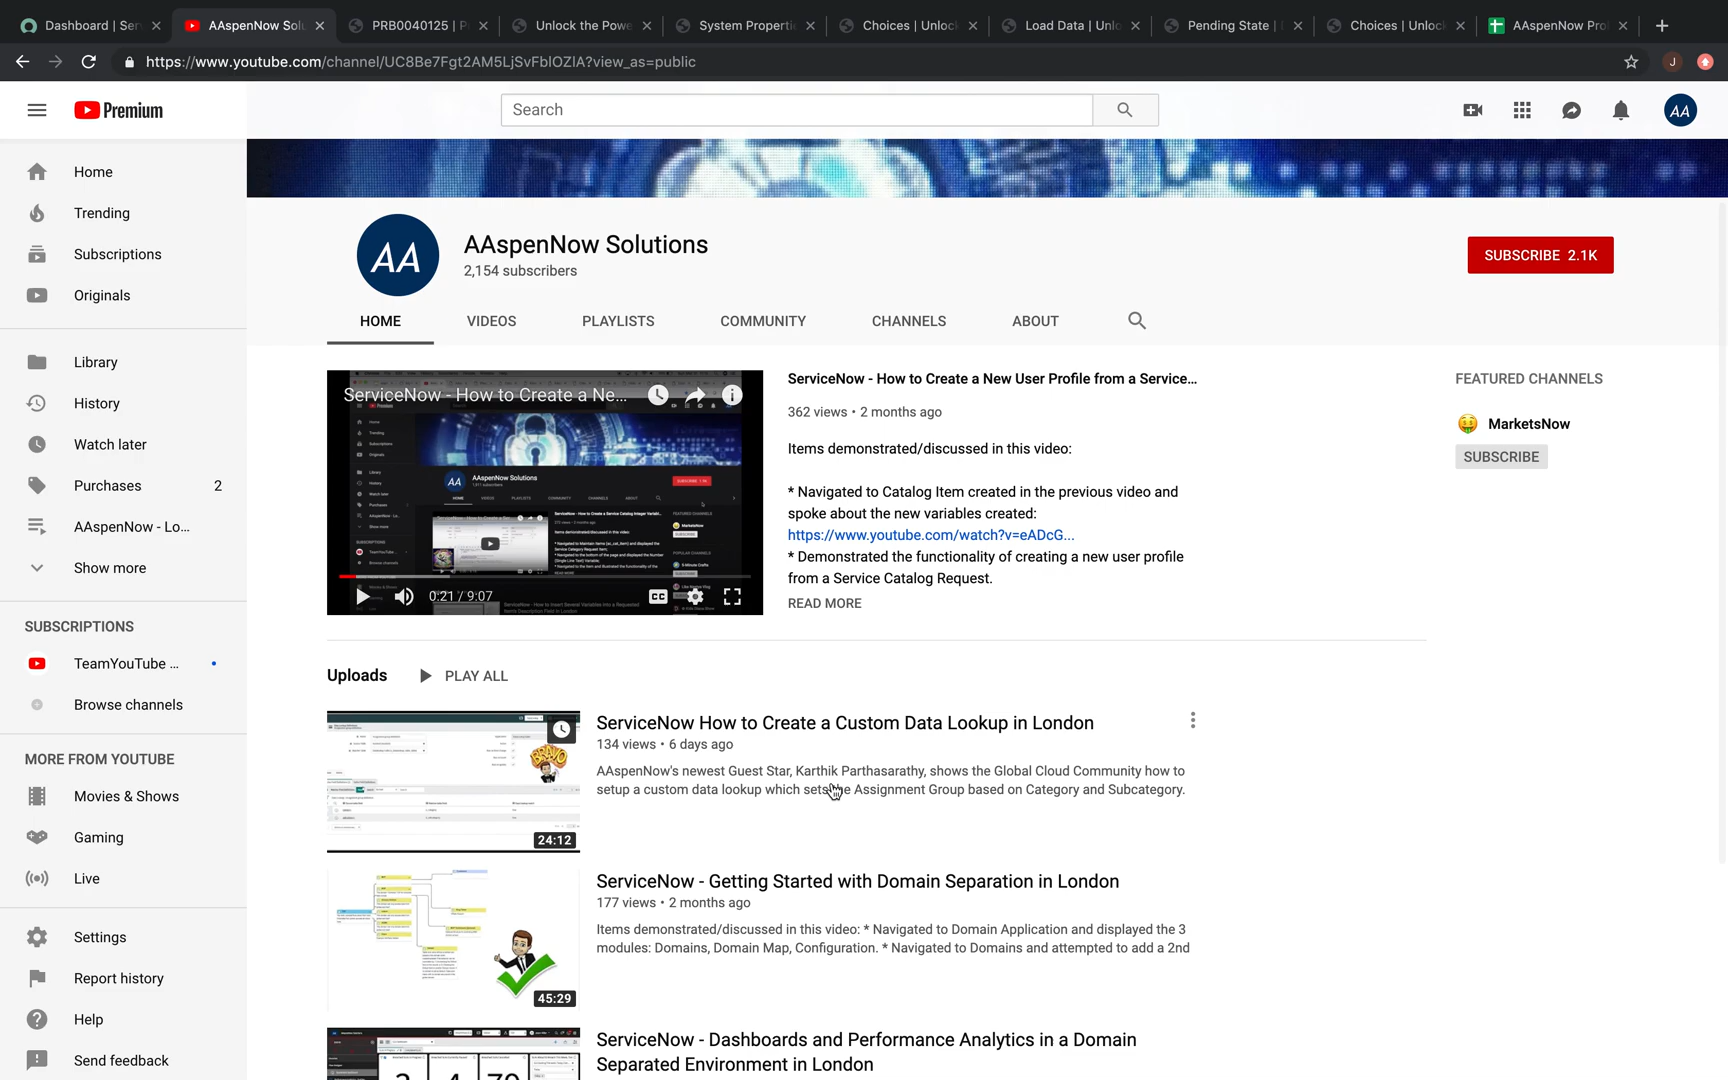 Dashboard | Ser
AAspenNow Solu
PRB0040125 | P
Unlock the Powe
System Propertie
Choices | Unlock
Load Data | Unlo
Pending State |
Choices | Unlock
AAspenNow Pro
https://www.youtube.com/channel/UC8Be7Fgt2AM5LjSvFblOZlA?view_as=public
J
Premium
Search
AA
Home
Trending
Subscriptions
Originals
Library
History
Watch later
Purchases 2
AAspenNow - Lo...
Show more
SUBSCRIPTIONS
TeamYouTube ...
Browse channels
MORE FROM YOUTUBE
Movies & Shows
Gaming
Live
Settings
Report history
Help
Send feedback
AA
AAspenNow Solutions
2,154 subscribers
SUBSCRIBE 2.1K
HOME
VIDEOS
PLAYLISTS
COMMUNITY
CHANNELS
ABOUT
ServiceNow - How to Create a Ne...
AAspenNow Solutions
0:21 / 9:07
CC
ServiceNow - How to Create a New User Profile from a Service...
362 views • 2 months ago
Items demonstrated/discussed in this video:
* Navigated to Catalog Item created in the previous video and
spoke about the new variables created:
https://www.youtube.com/watch?v=eADcG...
* Demonstrated the functionality of creating a new user profile
from a Service Catalog Request.
READ MORE
FEATURED CHANNELS
MarketsNow
SUBSCRIBE
Uploads
PLAY ALL
BRAVO
24:12
ServiceNow How to Create a Custom Data Lookup in London
134 views • 6 days ago
AAspenNow's newest Guest Star, Karthik Parthasarathy, shows the Global Cloud Community how to
setup a custom data lookup which sets the Assignment Group based on Category and Subcategory.
45:29
ServiceNow - Getting Started with Domain Separation in London
177 views • 2 months ago
Items demonstrated/discussed in this video: * Navigated to Domain Application and displayed the 3
modules: Domains, Domain Map, Configuration. * Navigated to Domains and attempted to add a 2nd
ServiceNow - Dashboards and Performance Analytics in a Domain
Separated Environment in London